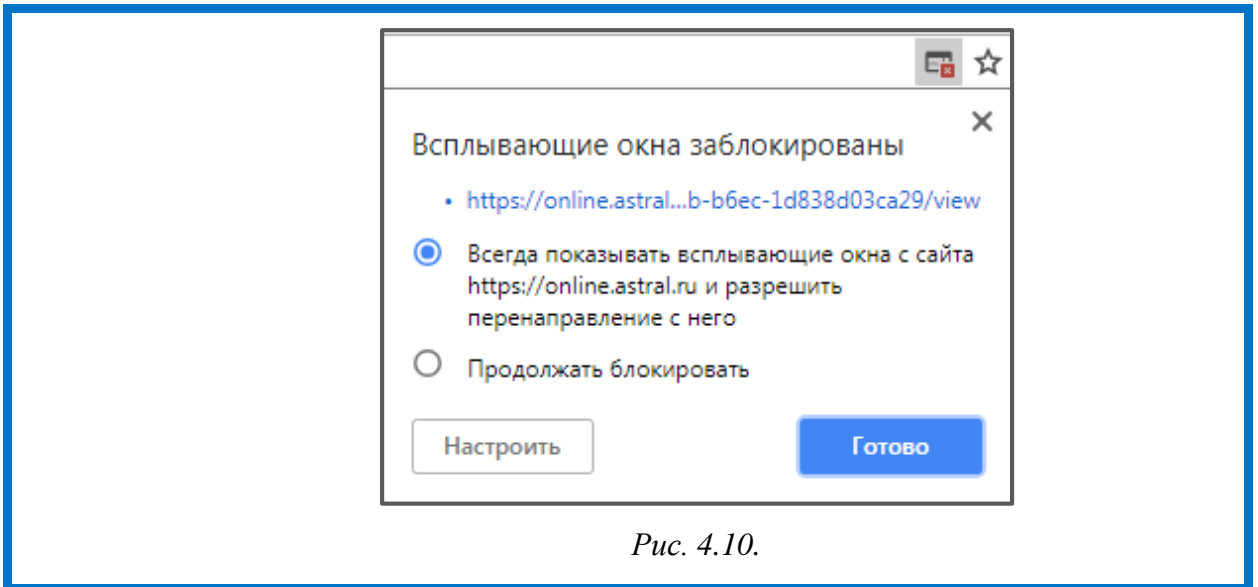 Всплывающие окна заблокированы
• https://online.astral...b-b6ec-1d838d03ca29/view
Всегда показывать всплывающие окна с сайта
https://online.astral.ru и разрешить
перенаправление с него
Продолжать блокировать
Настроить
Готово
Рис. 4.10.